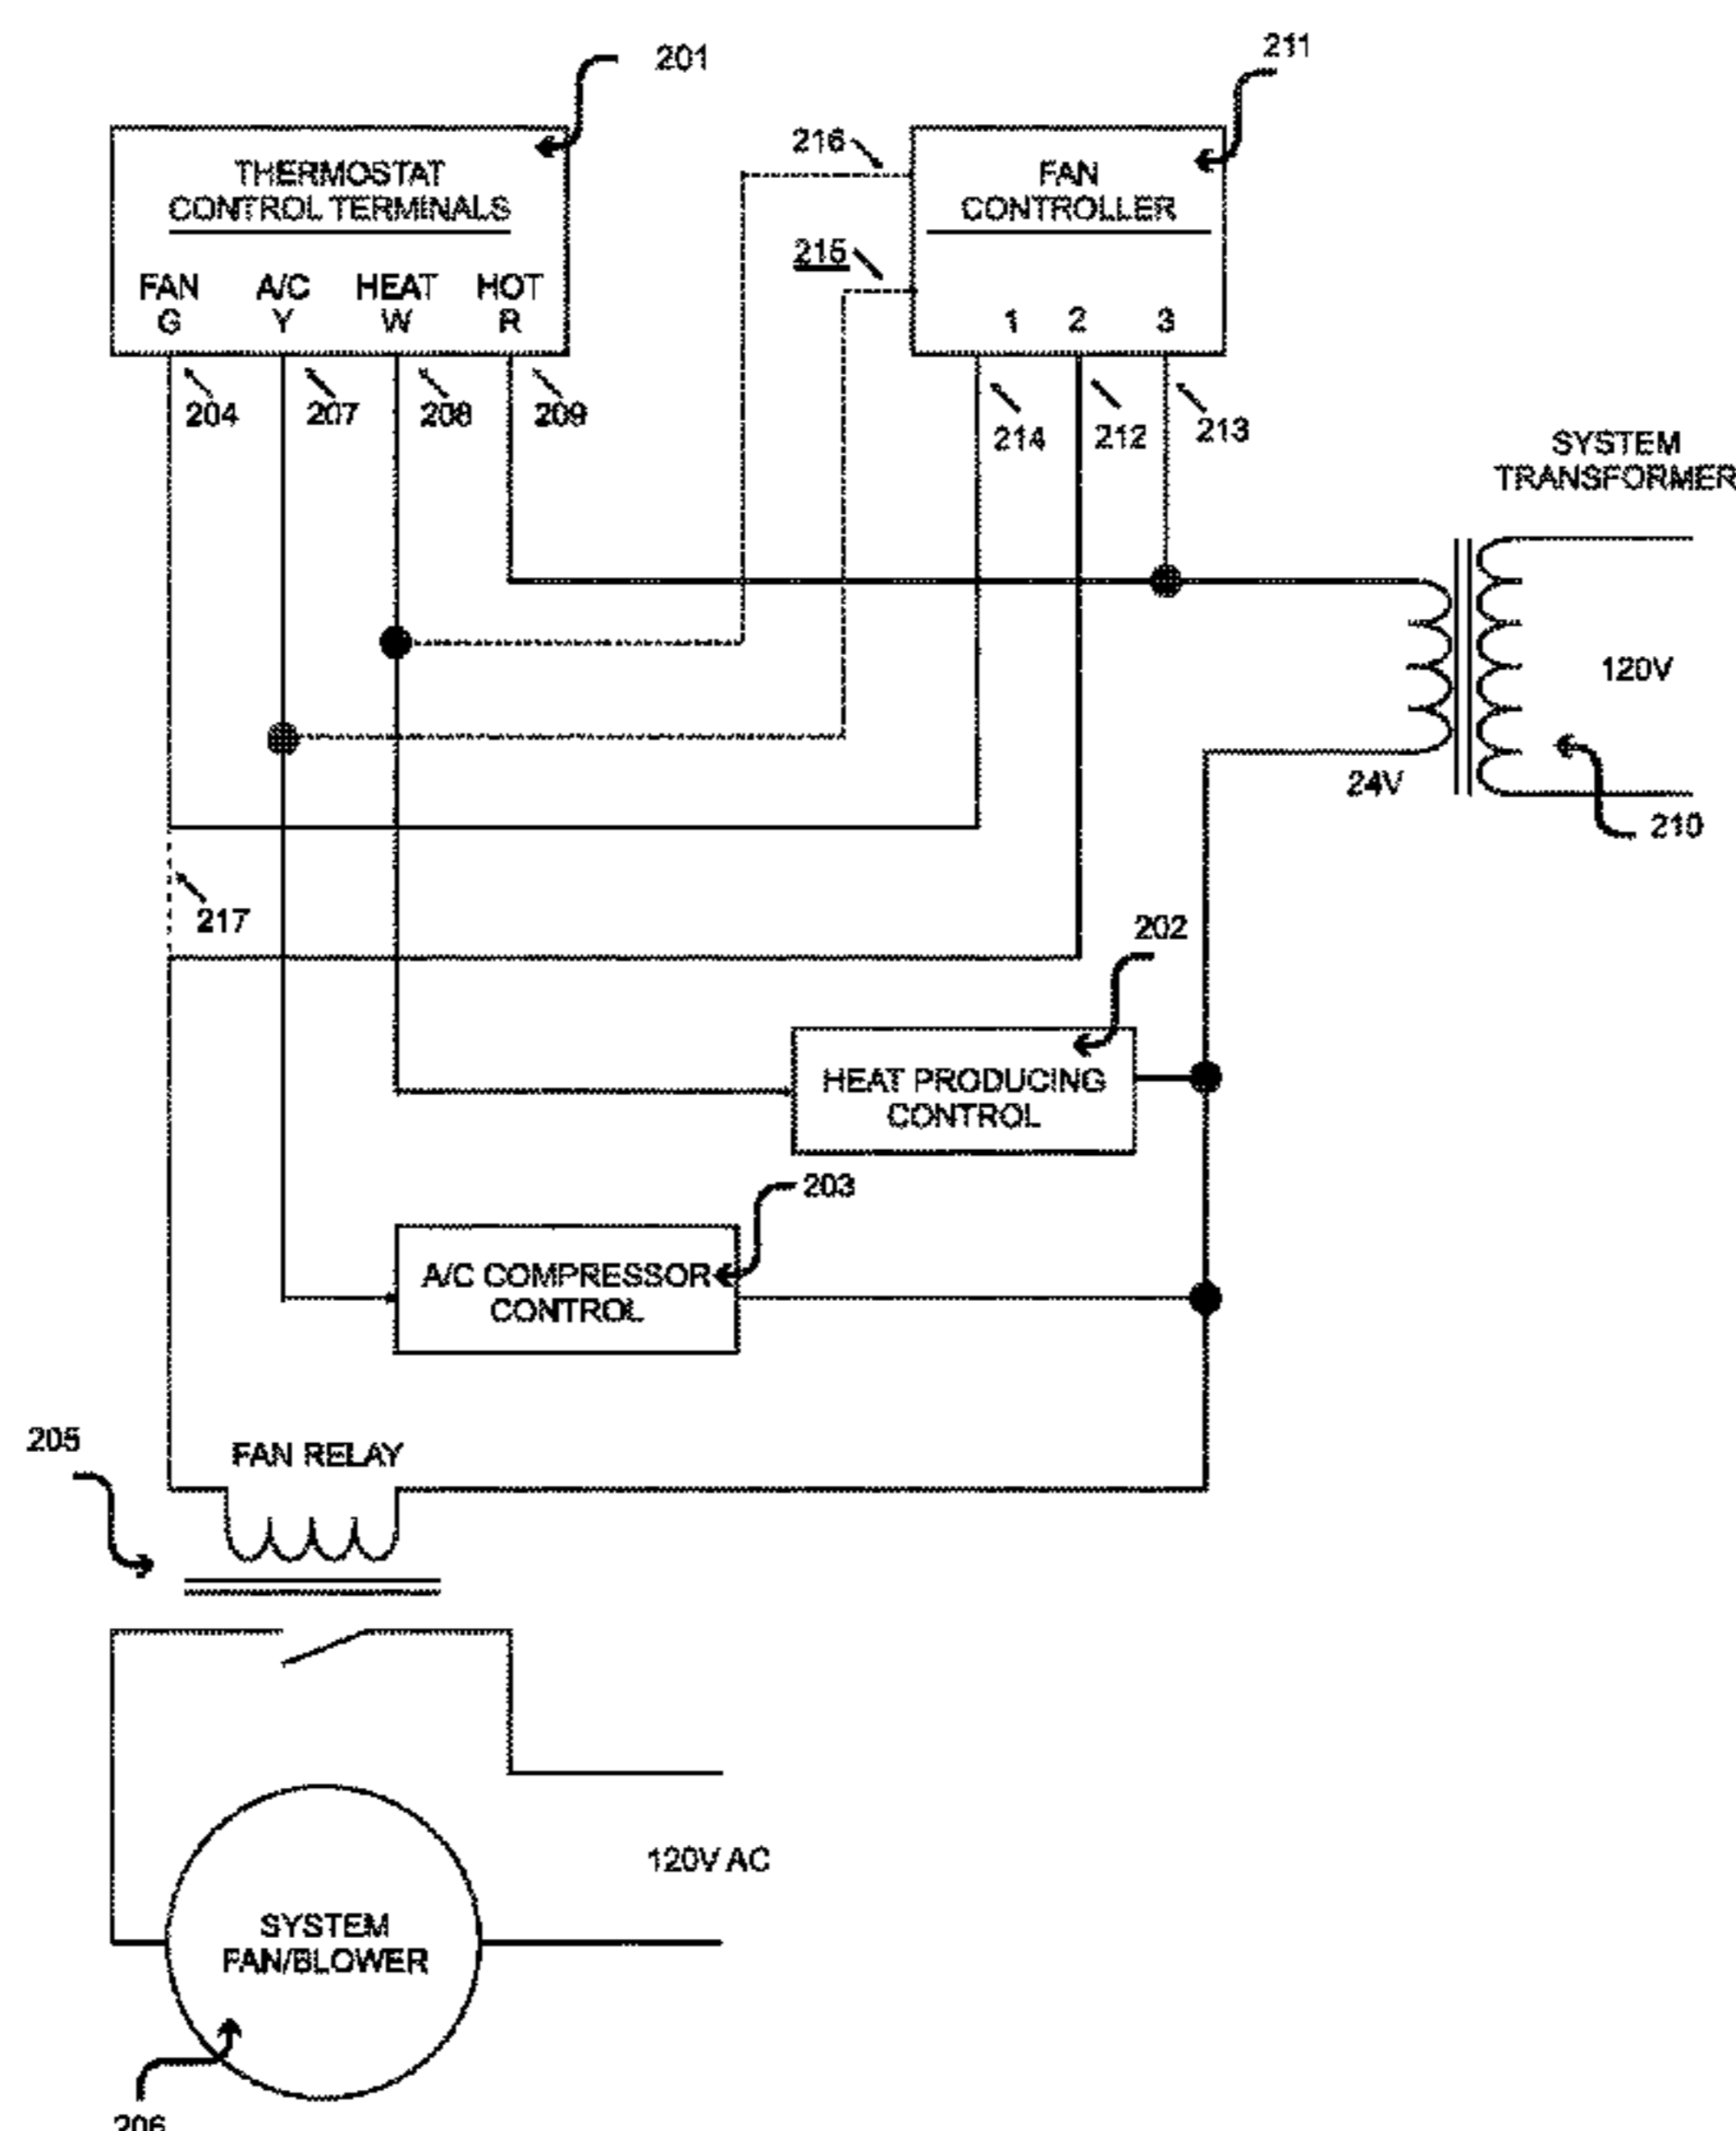 201
211
THERMOSTAT
CONTROL TERMINALS
FAN A/C HEAT HOT
G Y W R
216
215
FAN
CONTROLLER
1 2 3
204 207 208 209
214 212 213
SYSTEM
TRANSFORMER
120V
24V
210
217
202
HEAT PRODUCING
CONTROL
203
A/C COMPRESSOR
CONTROL
205
FAN RELAY
120V AC
SYSTEM
FAN/BLOWER
206